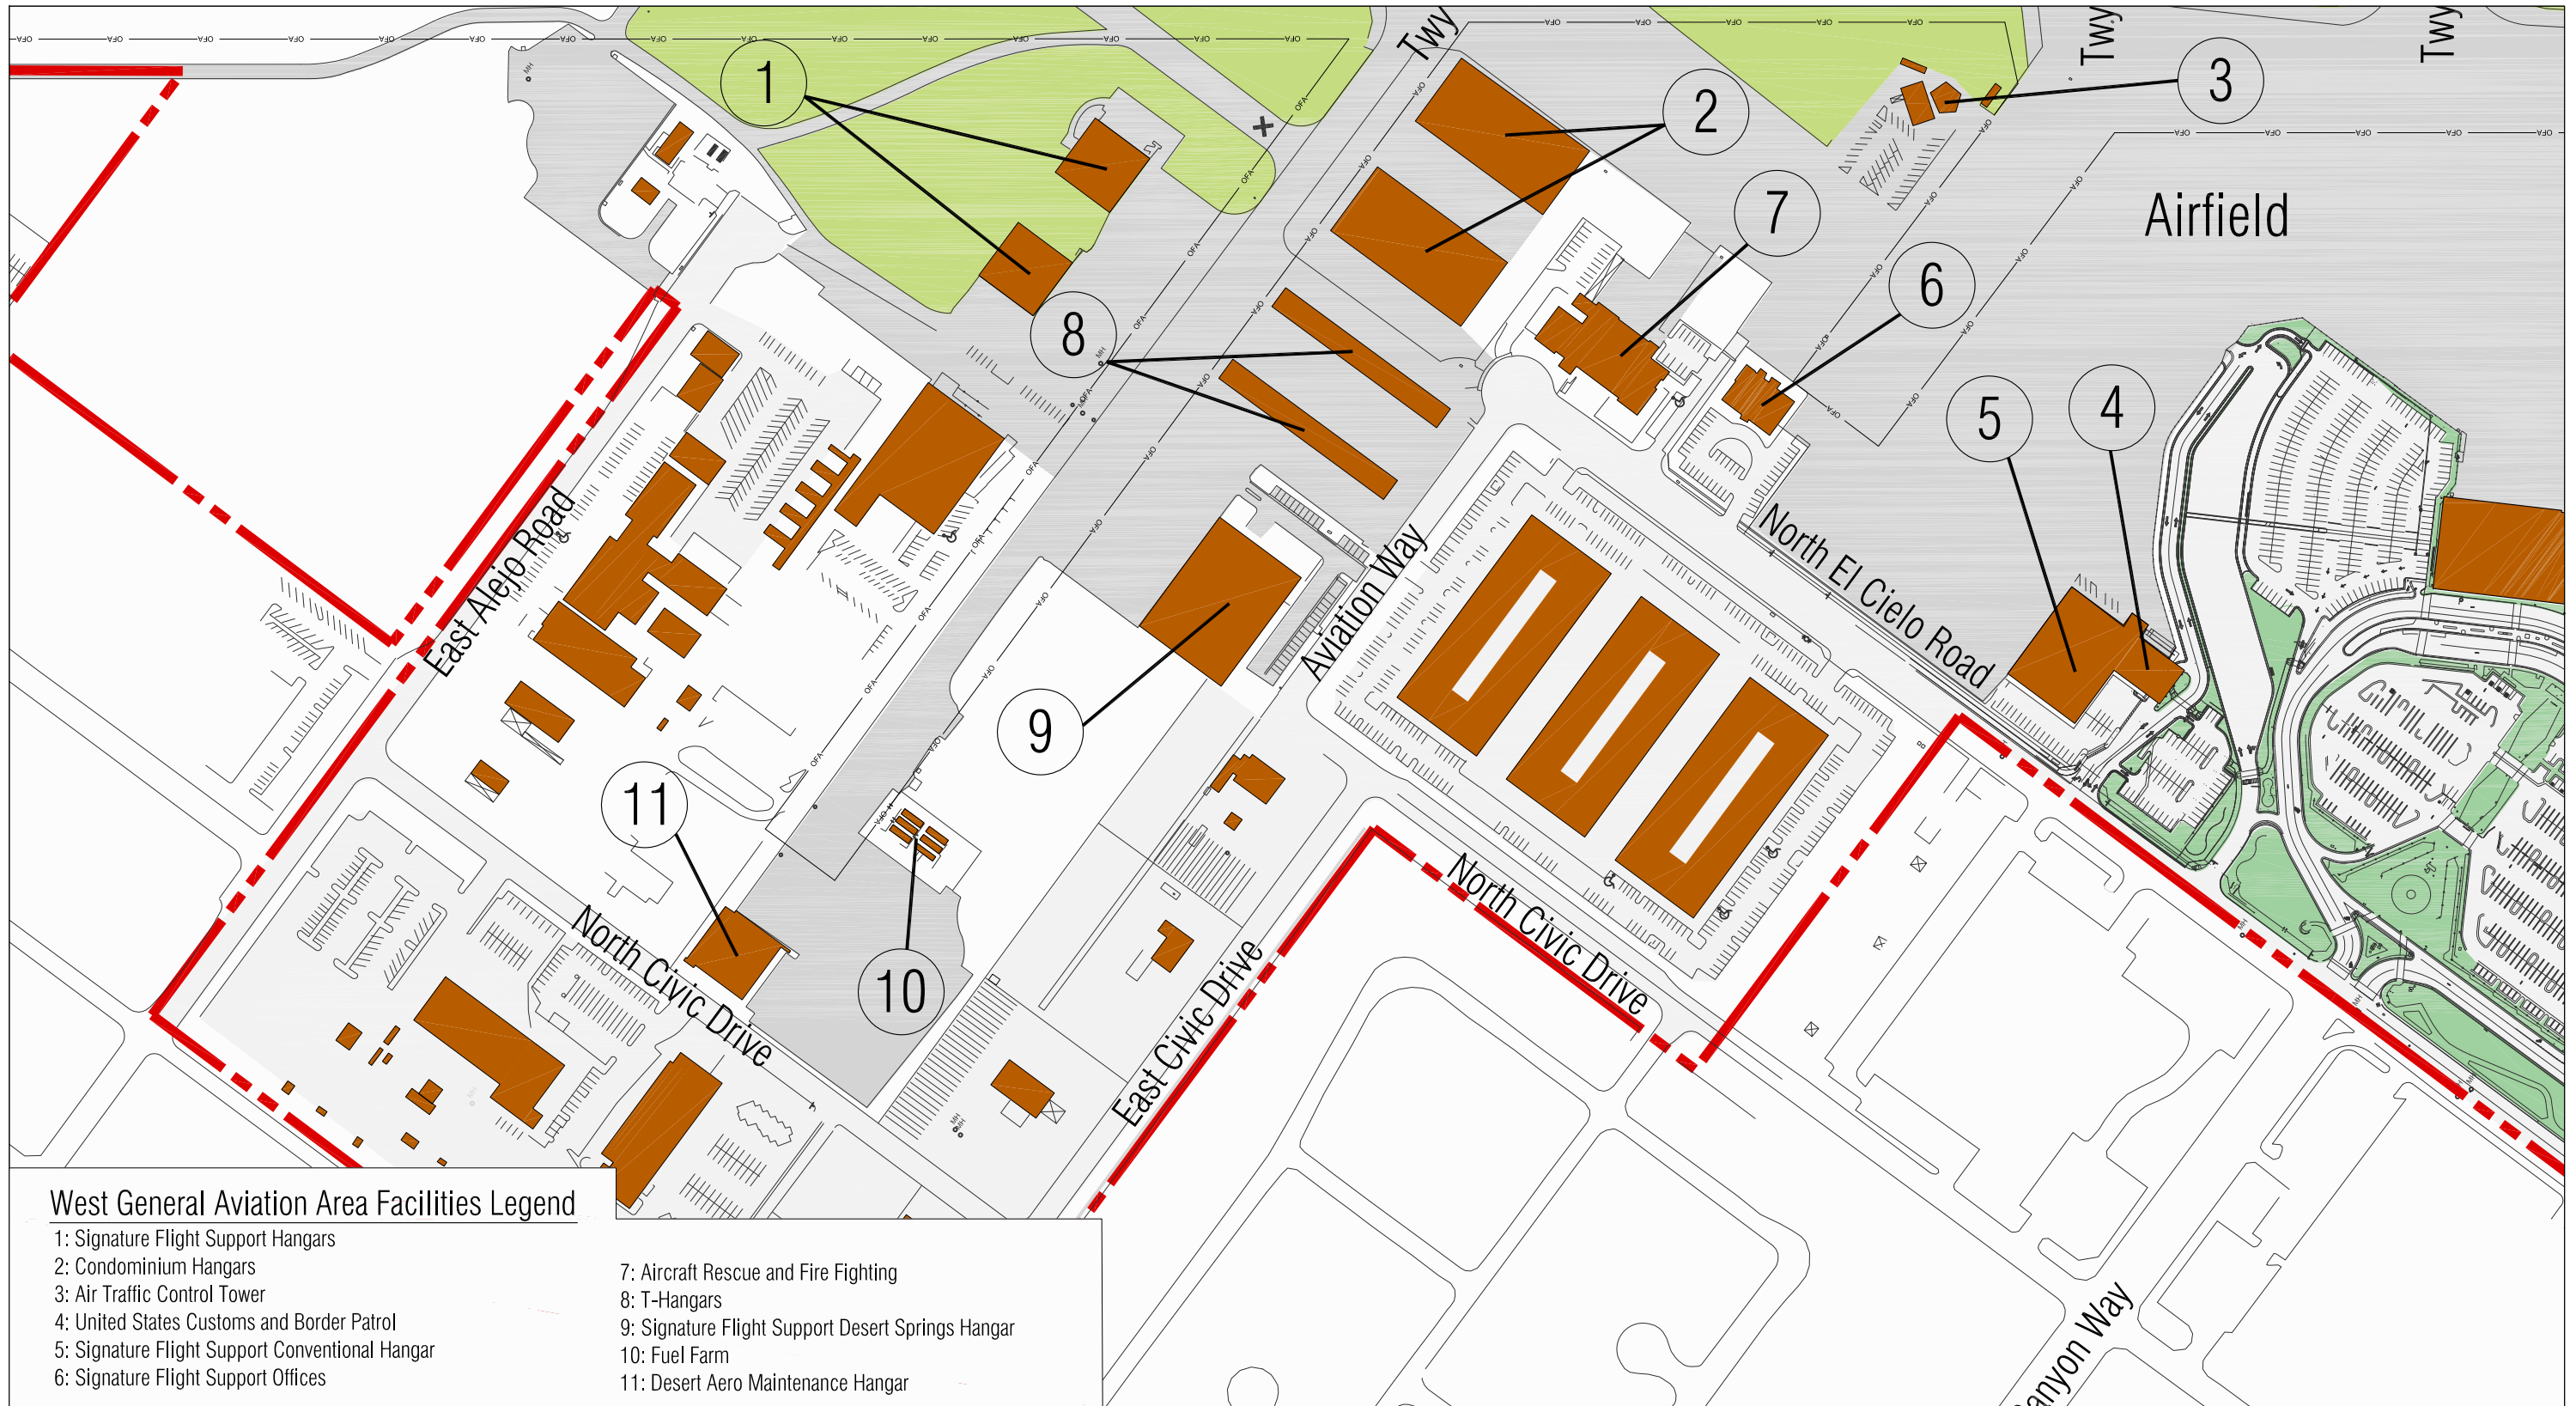 Twy
Twy
Twy
1
2
3
Airfield
7
6
8
5
4
East Alejo Road
Aviation Way
North El Cielo Road
9
11
10
North Civic Drive
North Civic Drive
East Civic Drive
anyon Way
West General Aviation Area Facilities Legend
1: Signature Flight Support Hangars
2: Condominium Hangars
3: Air Traffic Control Tower
4: United States Customs and Border Patrol
5: Signature Flight Support Conventional Hangar
6: Signature Flight Support Offices
7: Aircraft Rescue and Fire Fighting
8: T-Hangars
9: Signature Flight Support Desert Springs Hangar
10: Fuel Farm
11: Desert Aero Maintenance Hangar